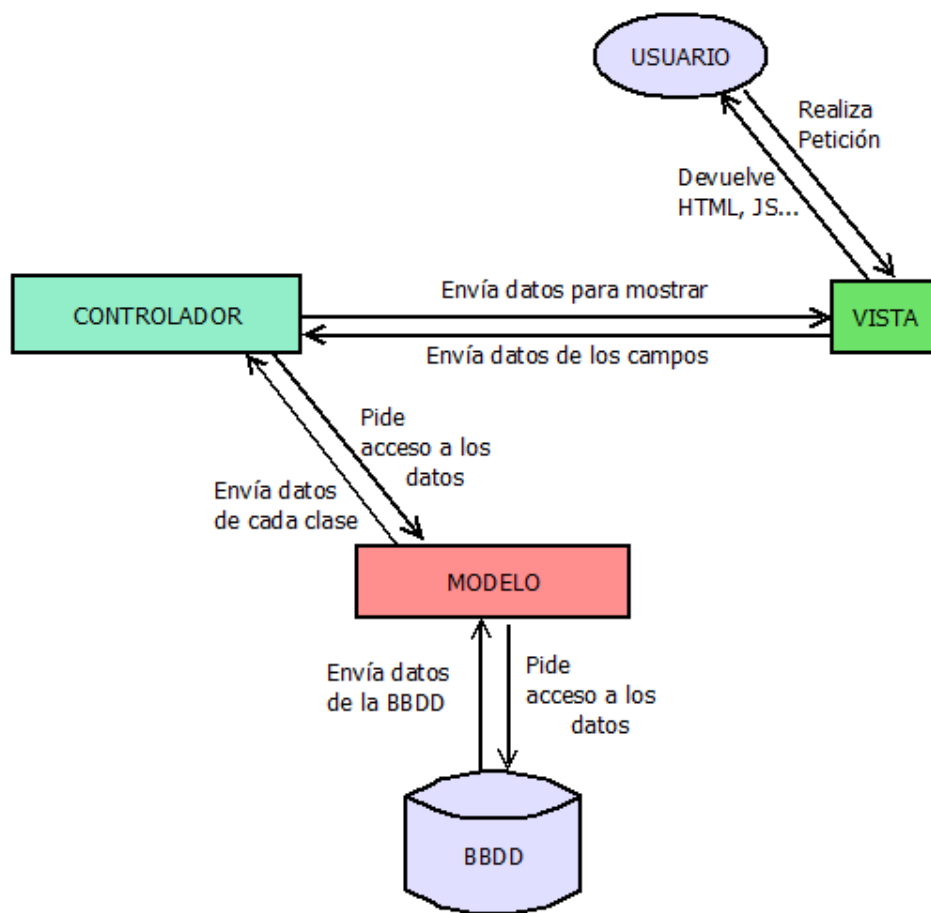 USUARIO
Realiza
Petición
Devuelve
HTML, JS...
CONTROLADOR
Envía datos para mostrar
Envía datos de los campos
VISTA
Pide
acceso a los
datos
Envía datos
de cada clase
MODELO
Envía datos
de la BBDD
Pide
acceso a los
datos
BBDD